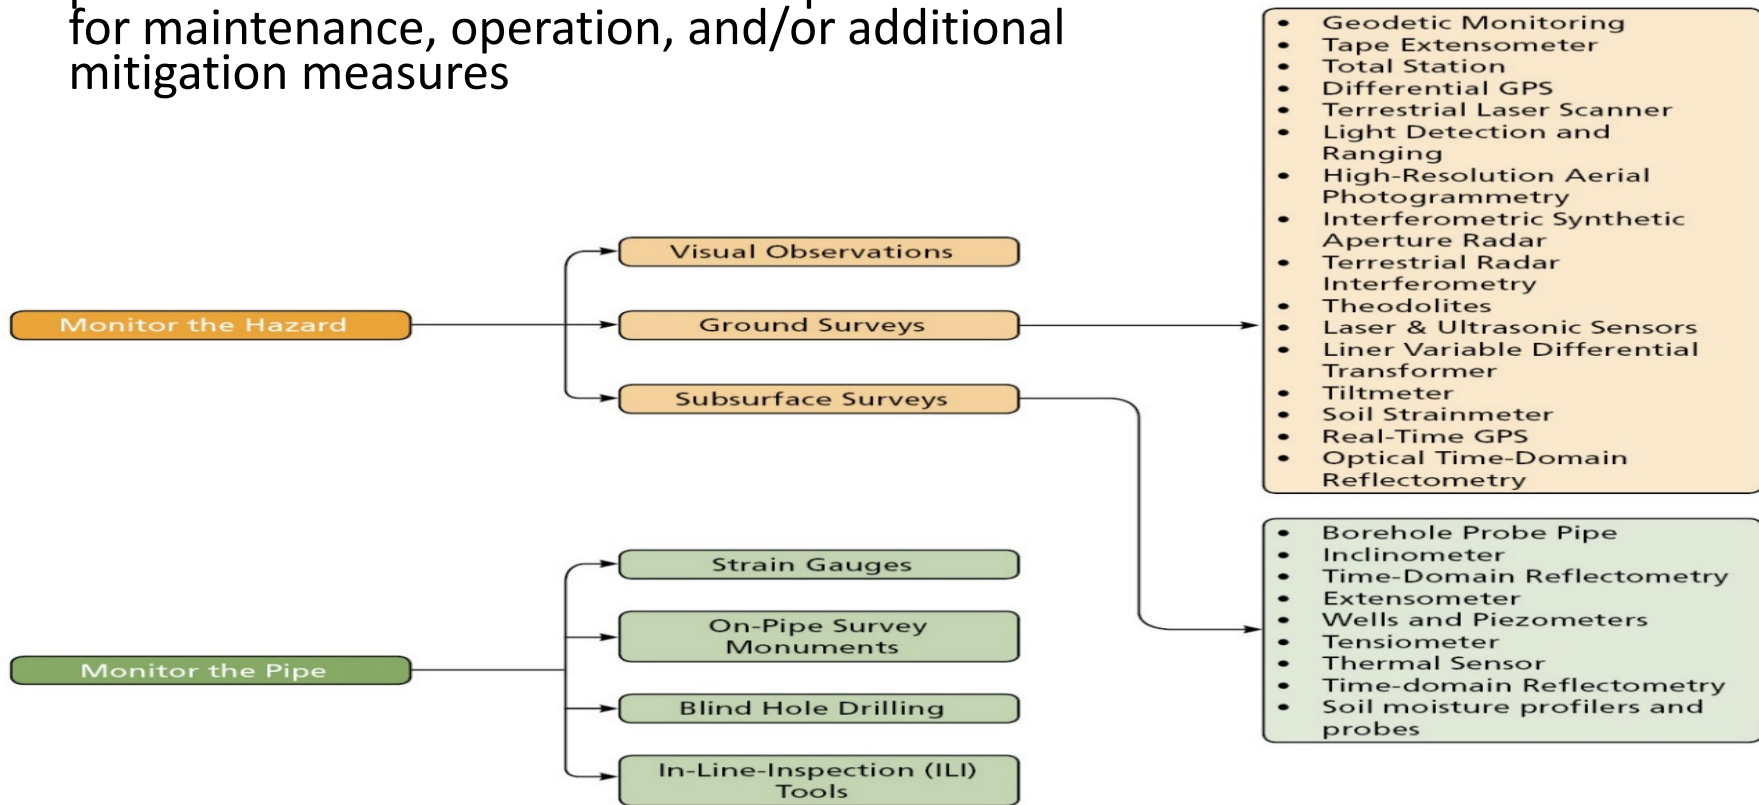 for maintenance, operation, and/or additional
mitigation measures
Monitor the Hazard
Visual Observations
Ground Surveys
Subsurface Surveys
• Geodetic Monitoring
• Tape Extensometer
• Total Station
• Differential GPS
• Terrestrial Laser Scanner
• Light Detection and
Ranging
• High-Resolution Aerial
Photogrammetry
• Interferometric Synthetic
Aperture Radar
• Terrestrial Radar
Interferometry
• Theodolites
• Laser & Ultrasonic Sensors
• Liner Variable Differential
Transformer
• Tiltmeter
• Soil Strainmeter
• Real-Time GPS
• Optical Time-Domain
Reflectometry
• Borehole Probe Pipe
• Inclinometer
• Time-Domain Reflectometry
• Extensometer
• Wells and Piezometers
• Tensiometer
• Thermal Sensor
• Time-domain Reflectometry
• Soil moisture profilers and
probes
Monitor the Pipe
Strain Gauges
On-Pipe Survey
Monuments
Blind Hole Drilling
In-Line-Inspection (ILI)
Tools